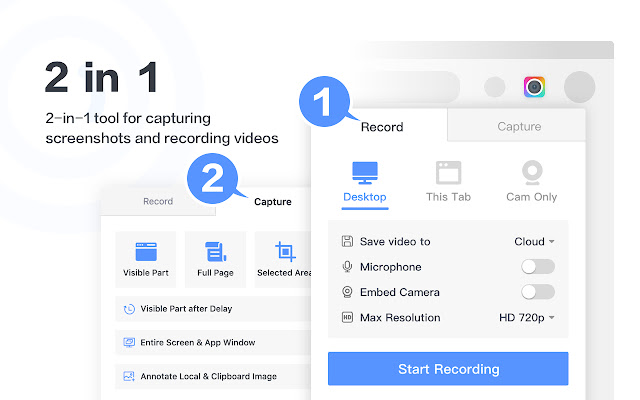 2 in 1
2-in-1 tool for capturing
screenshots and recording videos
1
Record
Capture
Desktop
This Tab
Cam Only
Save video to
Cloud
Microphone
Embed Camera
HD
Max Resolution
HD 720p
Start Recording
2
Record
Capture
Visible Part
Full Page
Selected Area
Visible Part after Delay
Entire Screen & App Window
Annotate Local & Clipboard Image